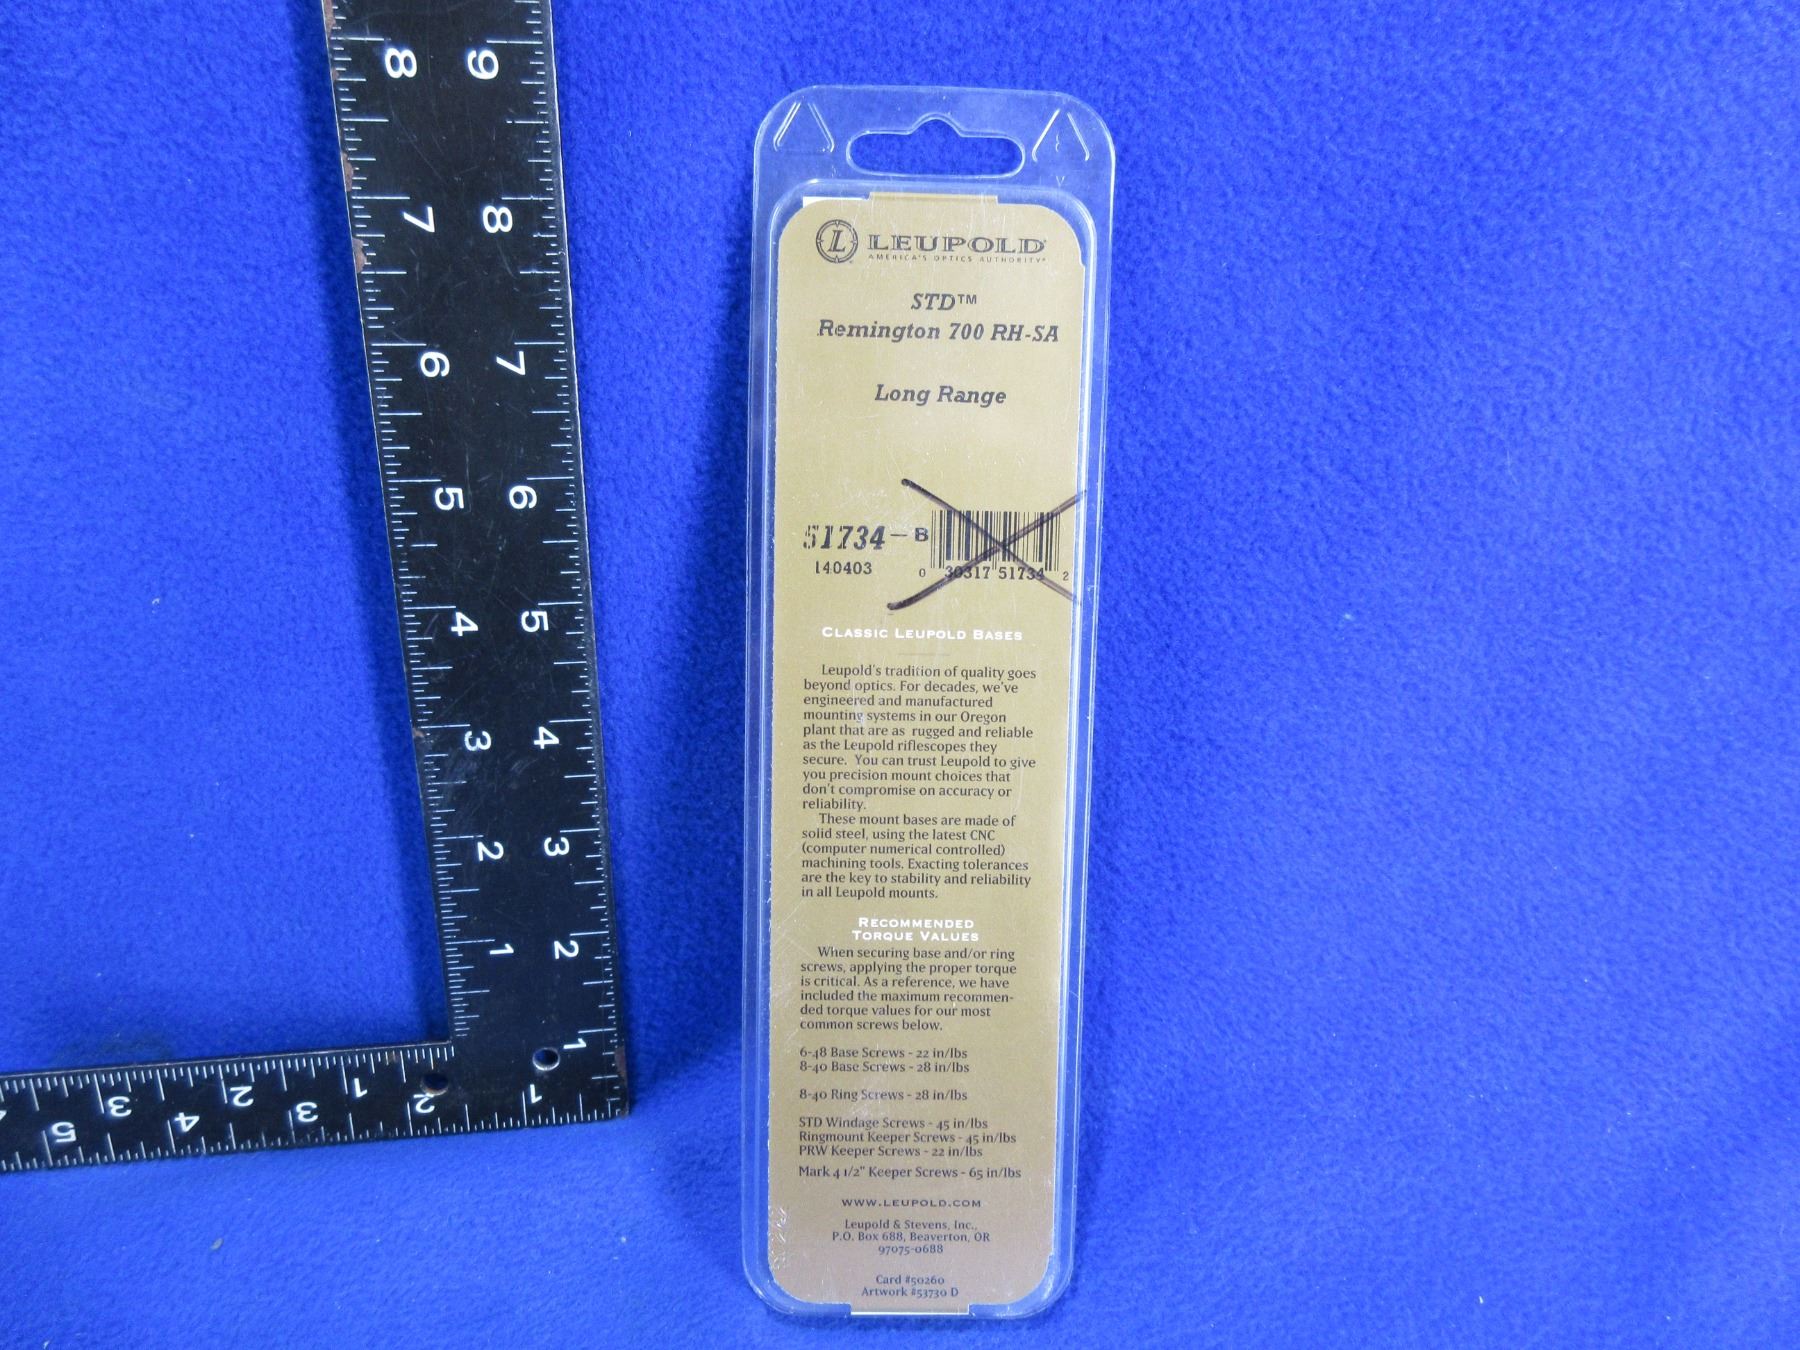 8 9
7 8
6 7
5 6
4 5
3 4
2 3
1 2
1
3 2 1
5 4 3 2 1
L LEUPOLD
AMERICA'S OPTICS AUTHORITY
STD™
Remington 700 RH-SA
Long Range
51734-B
140403
0 30317 51734 2
CLASSIC LEUPOLD BASES
Leupold's tradition of quality goes
beyond optics. For decades, we've
engineered and manufactured
mounting systems in our Oregon
plant that are as rugged and reliable
as the Leupold riflescopes they
secure. You can trust Leupold to give
you precision mount choices that
don't compromise on accuracy or
reliability.
These mount bases are made of
solid steel, using the latest CNC
(computer numerical controlled)
machining tools. Exacting tolerances
are the key to stability and reliability
in all Leupold mounts.
RECOMMENDED
TORQUE VALUES
When securing base and/or ring
screws, applying the proper torque
is critical. As a reference, we have
included the maximum recommen-
ded torque values for our most
common screws below.
6-48 Base Screws - 22 in/lbs
8-40 Base Screws - 28 in/lbs
8-40 Ring Screws - 28 in/lbs
STD Windage Screws - 45 in/lbs
Ringmount Keeper Screws - 45 in/lbs
PRW Keeper Screws - 22 in/lbs
Mark 4 1/2" Keeper Screws - 65 in/lbs
WWW.LEUPOLD.COM
Leupold & Stevens, Inc.,
P.O. Box 688, Beaverton, OR
97075-0688
Card #50260
Artwork #53730 D